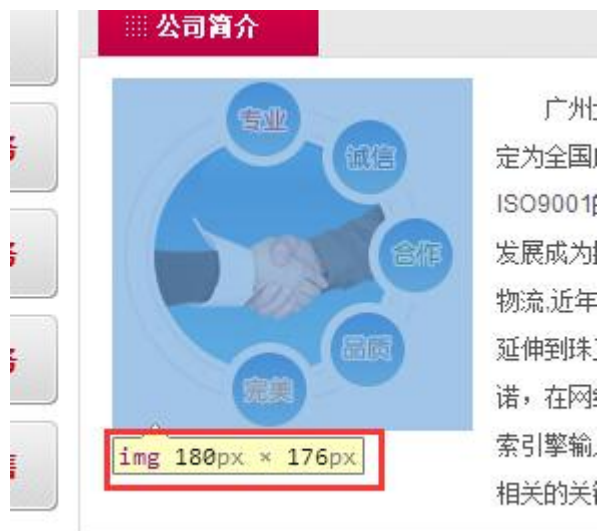 公司简介
专业
诚信
合作
品质
完美
img 180px × 176px
广州
定为全国
ISO9001
发展成为
物流,近年
延伸到珠
诺，在网
索引擎输
相关的关